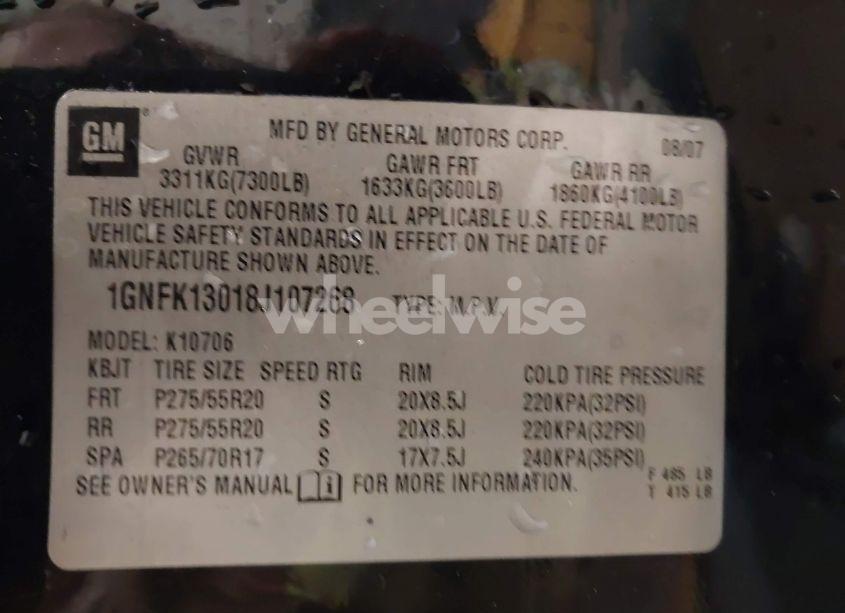 GM
MFD BY GENERAL MOTORS CORP. 08/07
GVWR GAWR FRT GAWR RR
3311KG(7300LB) 1633KG(3600LB) 1860KG(4100LB)
THIS VEHICLE CONFORMS TO ALL APPLICABLE U.S. FEDERAL MOTOR
VEHICLE SAFETY STANDARDS IN EFFECT ON THE DATE OF
MANUFACTURE SHOWN ABOVE.
1GNFK13018J107268 TYPE: M.P.V.
wheelwise
MODEL: K10706
KBJT TIRE SIZE SPEED RTG RIM COLD TIRE PRESSURE
FRT P275/55R20 S 20X8.5J 220KPA(32PSI)
RR P275/55R20 S 20X8.5J 220KPA(32PSI)
SPA P265/70R17 S 17X7.5J 240KPA(35PSI)
SEE OWNER'S MANUAL FOR MORE INFORMATION.
F 485 LB
T 415 LB